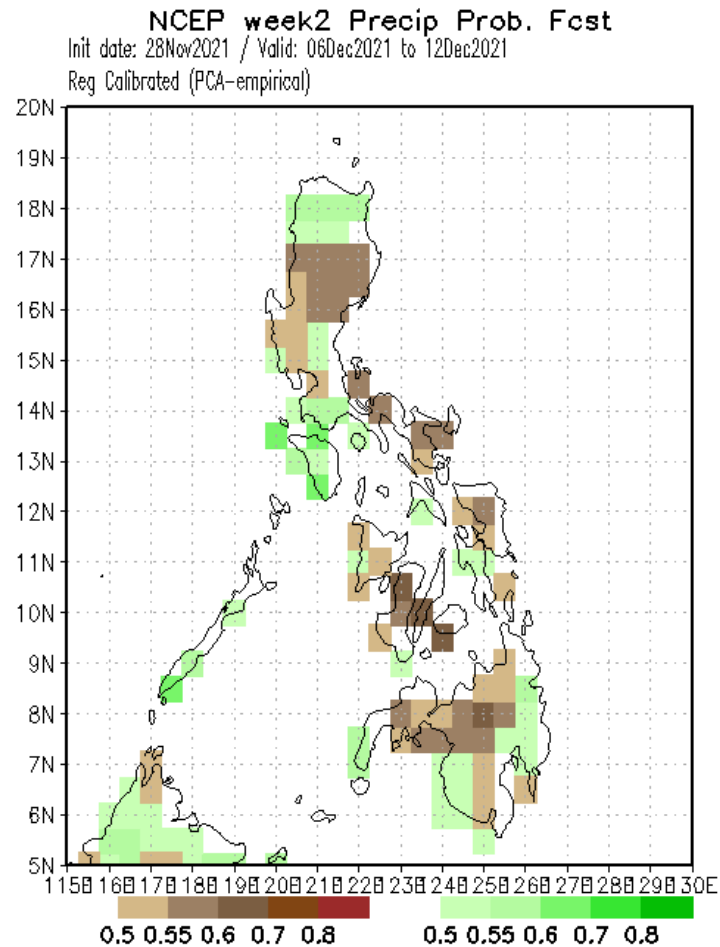 NCEP week2 Precip Prob. Fcst
Init date: 28Nov2021 / Valid: 06Dec2021 to 12Dec2021
Reg Calibrated (PCA-empirical)
20N
19N
18N
17N
16N
15N
14N
13N
12N
11N
10N
9N
8N
7N
6N
5N
115E 116E 117E 118E 119E 120E 121E 122E 123E 124E 125E 126E 127E 128E 129E 130E
0.5 0.55 0.6 0.7 0.8 0.5 0.55 0.6 0.7 0.8